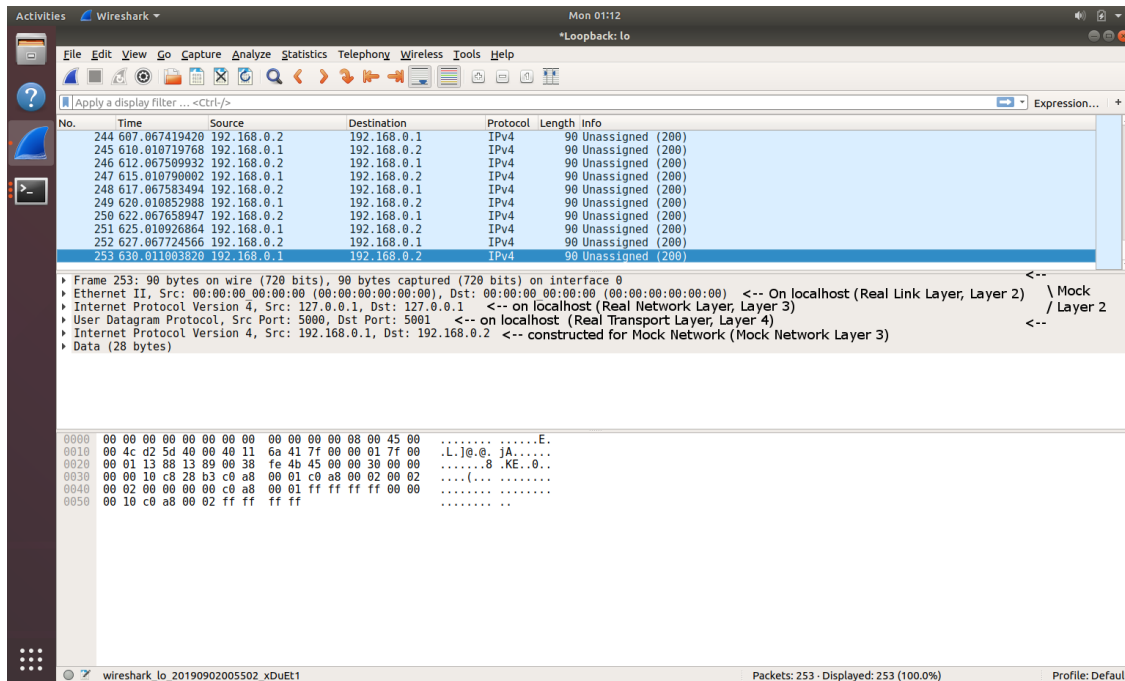 Activities Wireshark Mon 01:12
*Loopback: lo
File Edit View Go Capture Analyze Statistics Telephony Wireless Tools Help
Apply a display filter ... <Ctrl-/> Expression... +
No. Time Source Destination Protocol Length Info
244 607.067419420 192.168.0.2 192.168.0.1 IPv4 90 Unassigned (200)
245 610.010719768 192.168.0.1 192.168.0.2 IPv4 90 Unassigned (200)
246 612.067509932 192.168.0.2 192.168.0.1 IPv4 90 Unassigned (200)
247 615.010790002 192.168.0.1 192.168.0.2 IPv4 90 Unassigned (200)
248 617.067583494 192.168.0.2 192.168.0.1 IPv4 90 Unassigned (200)
249 620.010852988 192.168.0.1 192.168.0.2 IPv4 90 Unassigned (200)
250 622.067658947 192.168.0.2 192.168.0.1 IPv4 90 Unassigned (200)
251 625.010926864 192.168.0.1 192.168.0.2 IPv4 90 Unassigned (200)
252 627.067724566 192.168.0.2 192.168.0.1 IPv4 90 Unassigned (200)
253 630.011003820 192.168.0.1 192.168.0.2 IPv4 90 Unassigned (200)
Frame 253: 90 bytes on wire (720 bits), 90 bytes captured (720 bits) on interface 0 <--
Ethernet II, Src: 00:00:00_00:00:00 (00:00:00:00:00:00), Dst: 00:00:00_00:00:00 (00:00:00:00:00:00) <-- On localhost (Real Link Layer, Layer 2) \ Mock
Internet Protocol Version 4, Src: 127.0.0.1, Dst: 127.0.0.1 <-- on localhost (Real Network Layer, Layer 3) / Layer 2
User Datagram Protocol, Src Port: 5000, Dst Port: 5001 <-- on localhost (Real Transport Layer, Layer 4) <--
Internet Protocol Version 4, Src: 192.168.0.1, Dst: 192.168.0.2 <-- constructed for Mock Network (Mock Network Layer 3)
Data (28 bytes)
0000 00 00 00 00 00 00 00 00 00 00 00 00 08 00 45 00 ........ ......E.
0010 00 4c d2 5d 40 00 40 11 6a 41 7f 00 00 01 7f 00 .L.]@.@. jA......
0020 00 01 13 88 13 89 00 38 fe 4b 45 00 00 30 00 00 .......8 .KE..0..
0030 00 00 10 c8 28 b3 c0 a8 00 01 c0 a8 00 02 00 02 ....(... ........
0040 00 02 00 00 00 00 c0 a8 00 01 ff ff ff ff 00 00 ........ ........
0050 00 10 c0 a8 00 02 ff ff ff ff ........ ..
wireshark_lo_20190902005502_xDuEt1 Packets: 253 · Displayed: 253 (100.0%) Profile: Defaul